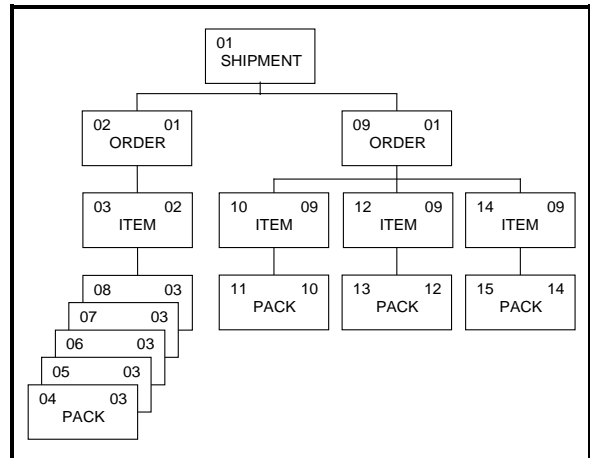 01
SHIPMENT
02 01
ORDER
09 01
ORDER
03 02
ITEM
10 09
ITEM
12 09
ITEM
14 09
ITEM
08 03
07 03
06 03
05 03
04 03
PACK
11 10
PACK
13 12
PACK
15 14
PACK